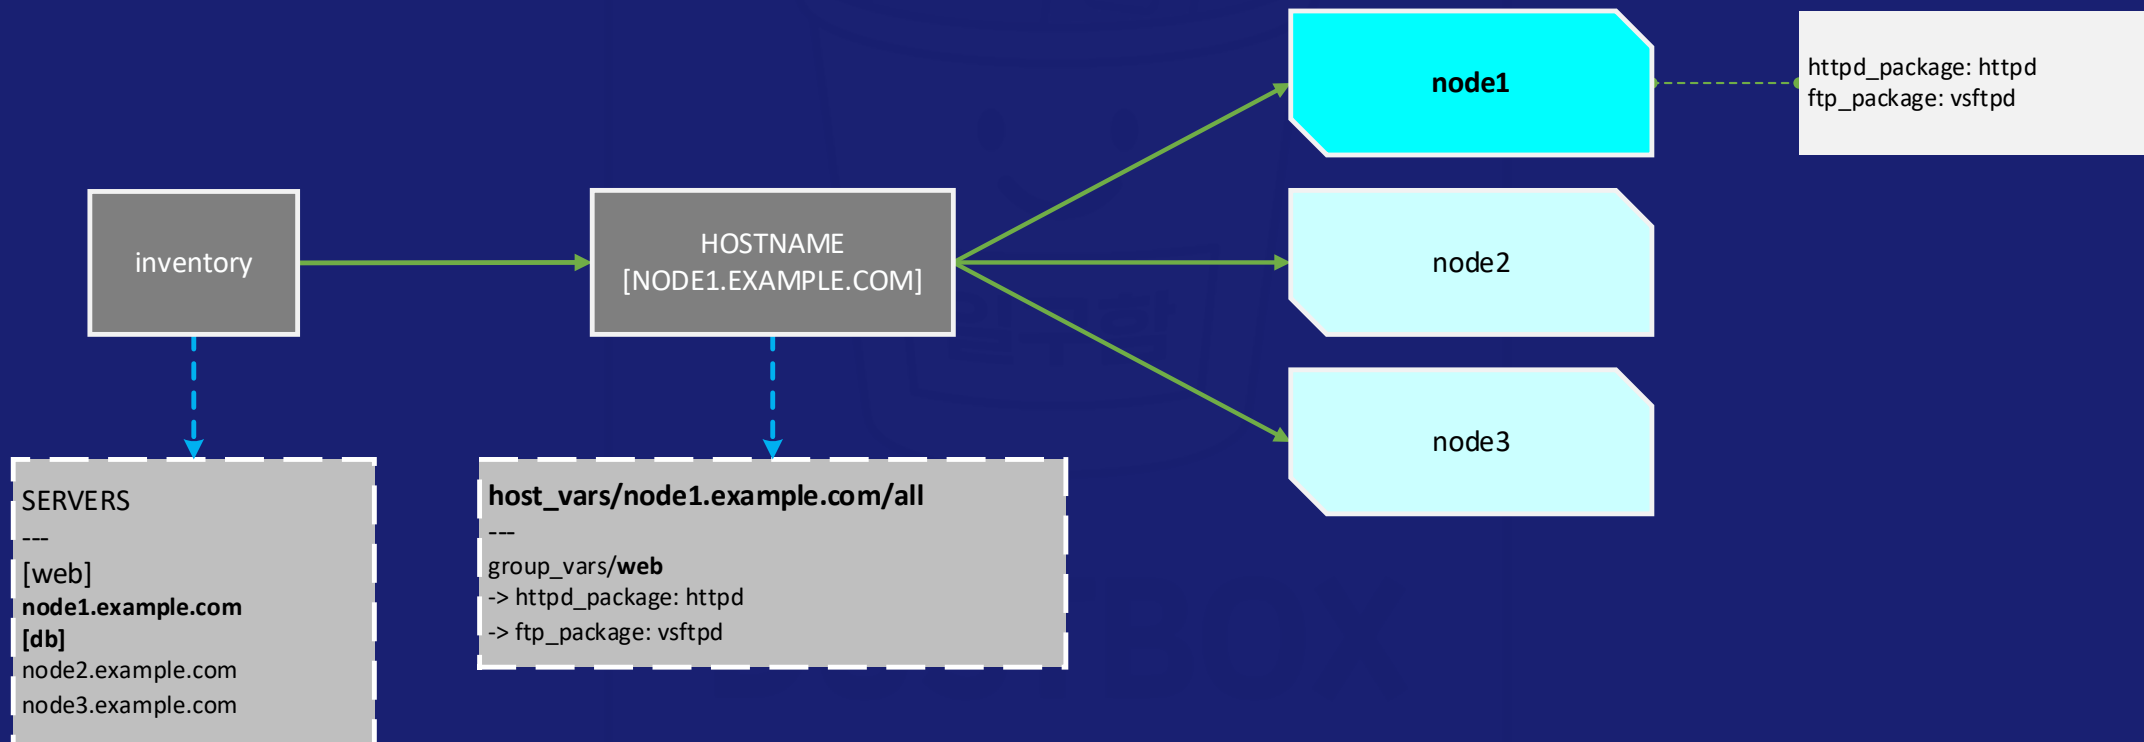 node1
httpd_package: httpd
ftp_package: vsftpd
inventory
HOSTNAME
[NODE1.EXAMPLE.COM]
node2
node3
SERVERS
---
[web]
node1.example.com
[db]
node2.example.com
node3.example.com
host_vars/node1.example.com/all
---
group_vars/web
-> httpd_package: httpd
-> ftp_package: vsftpd